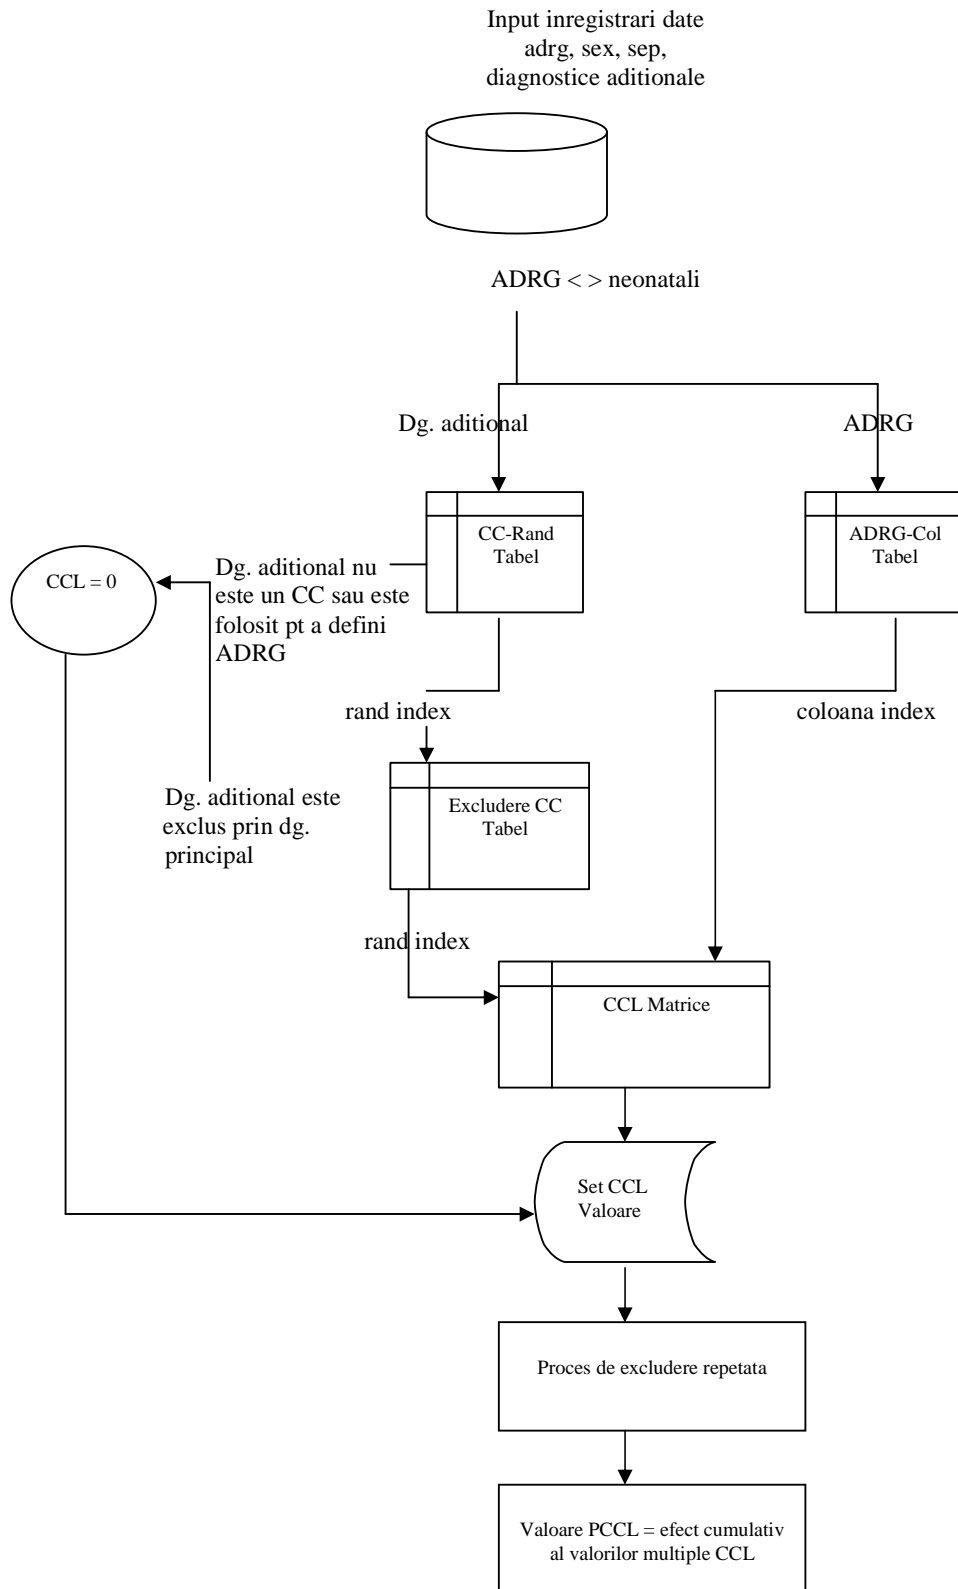 Input inregistrari date
adrg, sex, sep,
diagnostice aditionale
ADRG < > neonatali
Dg. aditional
ADRG
CC-Rand
Tabel
ADRG-Col
Tabel
CCL = 0
Dg. aditional nu
este un CC sau este
folosit pt a defini
ADRG
rand index
coloana index
Dg. aditional este
exclus prin dg.
principal
Excludere CC
Tabel
rand index
CCL Matrice
Set CCL
Valoare
Proces de excludere repetata
Valoare PCCL = efect cumulativ
al valorilor multiple CCL